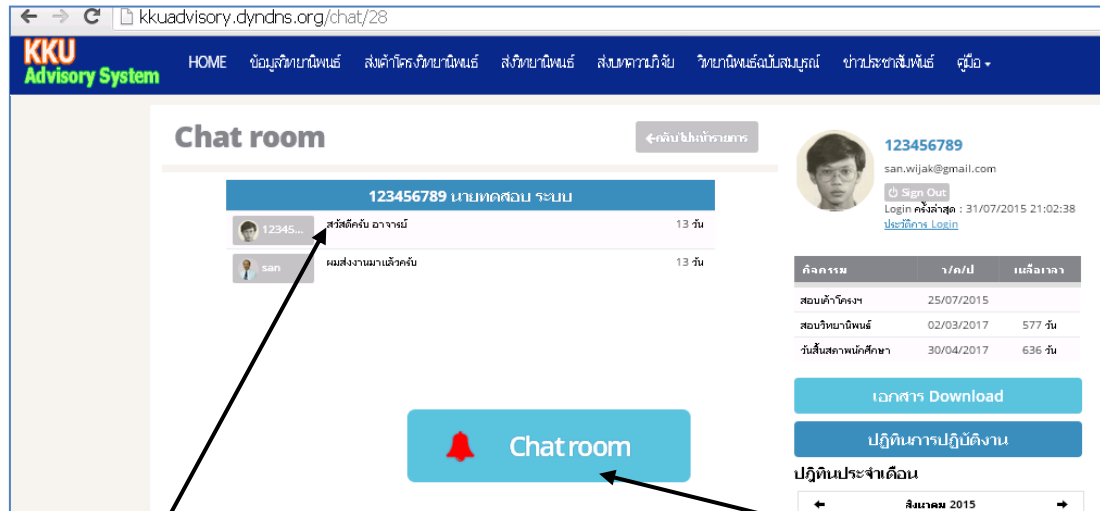 kkuadvisory.dyndns.org/chat/28
KKU
Advisory System
HOME ข้อมูลวิทยานิพนธ์ ส่งเค้าโครงวิทยานิพนธ์ ส่งวิทยานิพนธ์ ส่งบทความวิจัย วิทยานิพนธ์ฉบับสมบูรณ์ ข่าวประชาสัมพันธ์ คู่มือ
Chat room
กลับไปหน้ารายการ
123456789 นายทดสอบ ระบบ
12345... สวัสดีครับ อาจารย์ 13 วัน
san ผมส่งงานมาแล้วครับ 13 วัน
Chat room
123456789
san.wijak@gmail.com
Sign Out
Login ครั้งล่าสุด : 31/07/2015 21:02:38
ประวัติการ Login
กิจกรรม ว/ด/ป เหลือเวลา
สอบเค้าโครงฯ 25/07/2015
สอบวิทยานิพนธ์ 02/03/2017 577 วัน
วันสิ้นสภาพนักศึกษา 30/04/2017 636 วัน
เอกสาร Download
ปฏิทินการปฏิบัติงาน
ปฎิทินประจำเดือน
สิงหาคม 2015